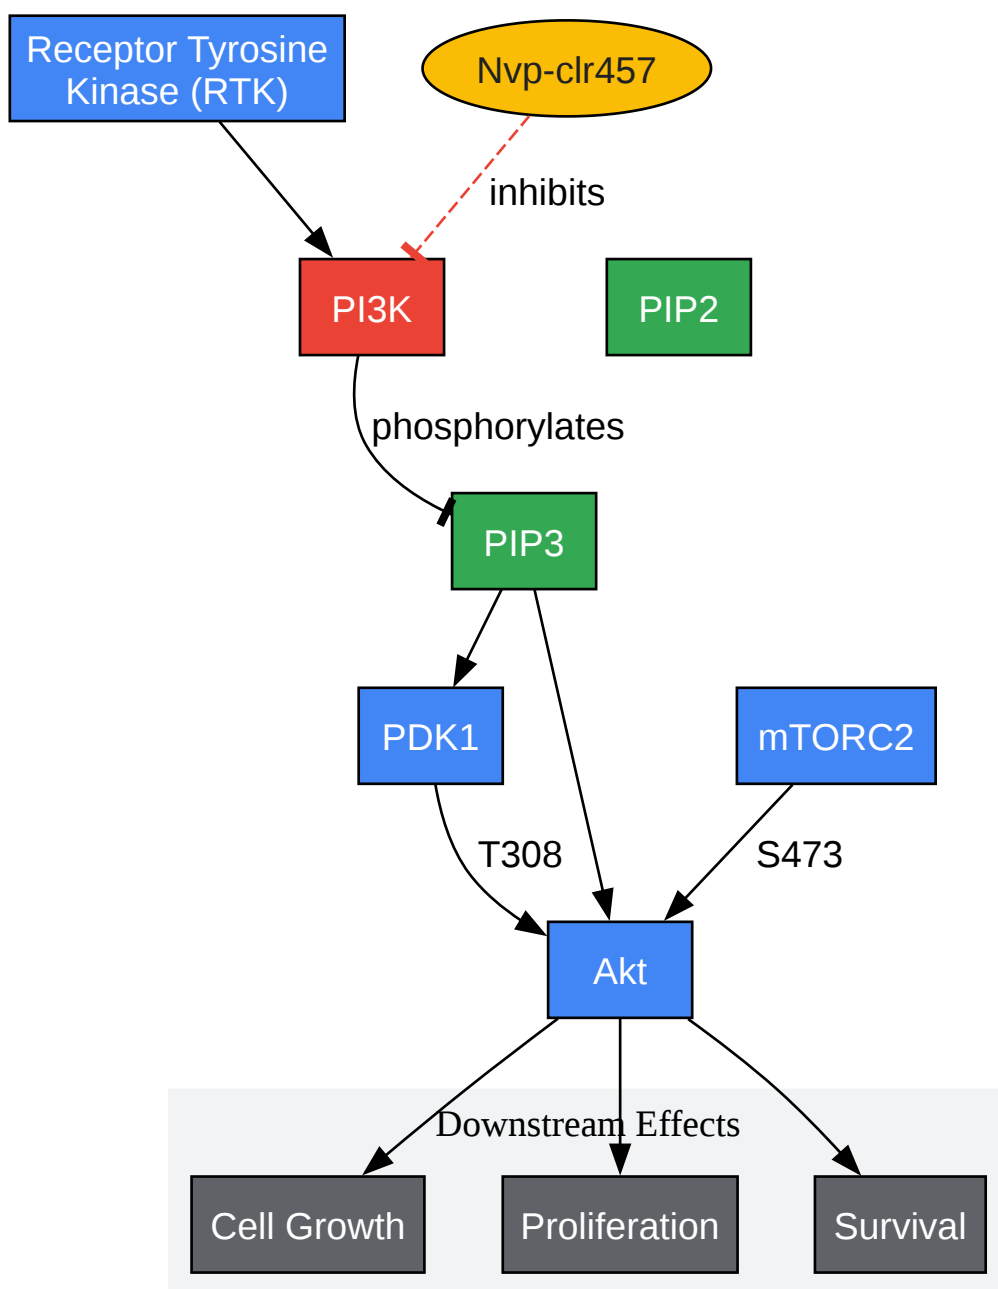 Receptor Tyrosine
Kinase (RTK)
Nvp-clr457
inhibits
PI3K
PIP2
phosphorylates
PIP3
PDK1
mTORC2
T308
S473
Akt
Downstream Effects
Cell Growth
Proliferation
Survival